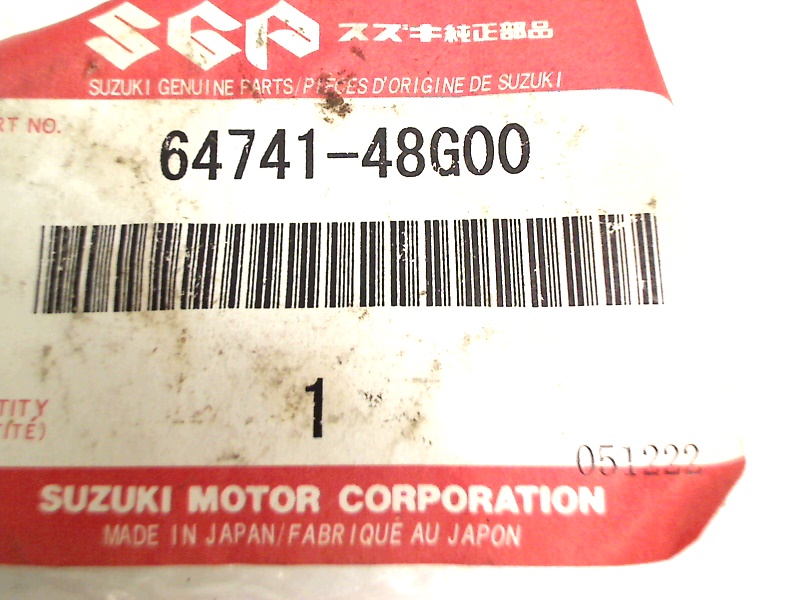 SGP スズキ純正部品
SUZUKI GENUINE PARTS/PIECES D'ORIGINE DE SUZUKI
RT NO.
64741-48G00
1
TITY
TITÉ)
051222
SUZUKI MOTOR CORPORATION
MADE IN JAPAN/FABRIQUÉ AU JAPON